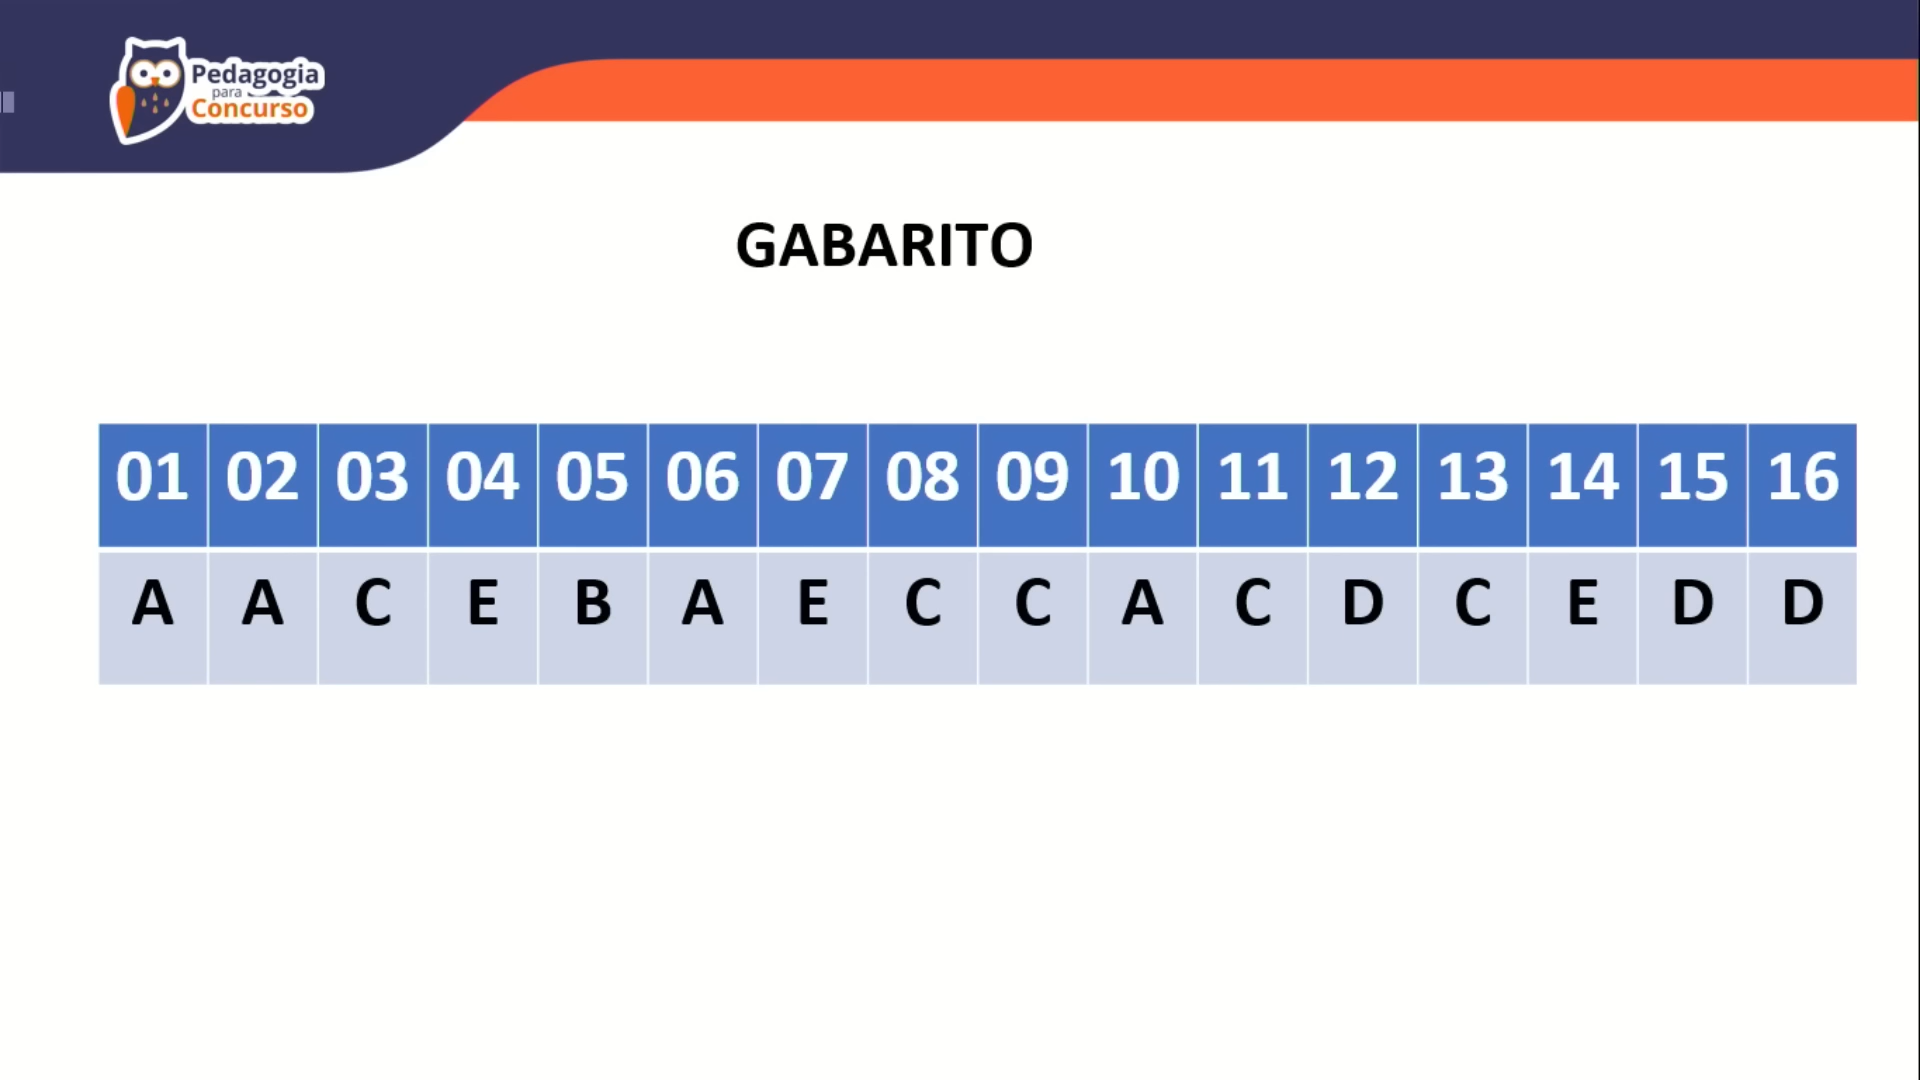 Pedagogia
para
Concurso
GABARITO
01 02 03 04 05 06 07 08 09 10 11 12 13 14 15 16
A A C E B A E C C A C D C E D D